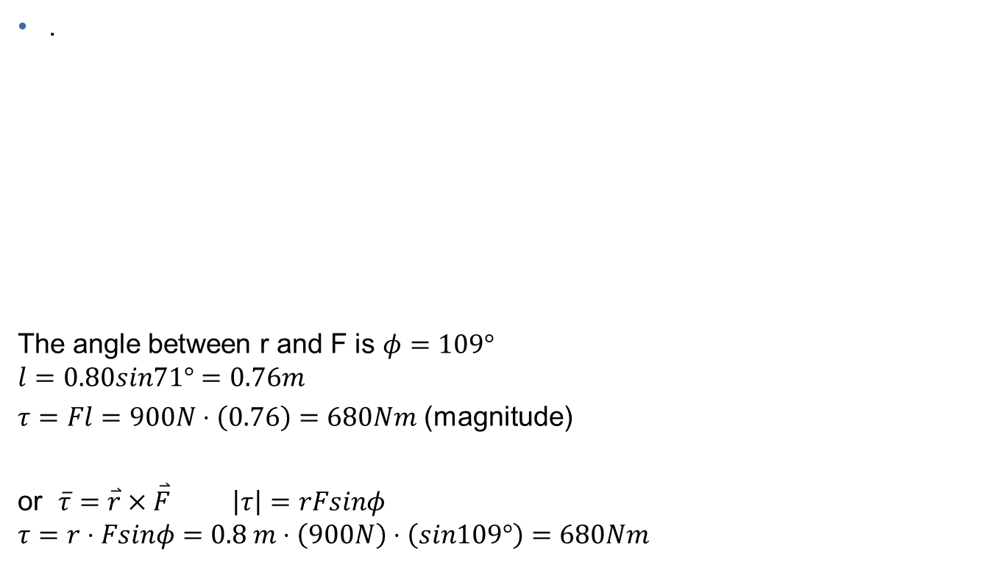 • .
The angle between r and F is 𝜙 = 109°
𝑙 = 0.80𝑠𝑖𝑛71° = 0.76𝑚
𝜏 = 𝐹𝑙 = 900𝑁 · (0.76) = 680𝑁𝑚 (magnitude)
or 𝜏̄ = 𝑟⃗ × 𝐹⃗ |𝜏| = 𝑟𝐹𝑠𝑖𝑛𝜙
𝜏 = 𝑟 · 𝐹𝑠𝑖𝑛𝜙 = 0.8 𝑚 · (900𝑁) · (𝑠𝑖𝑛109°) = 680𝑁𝑚